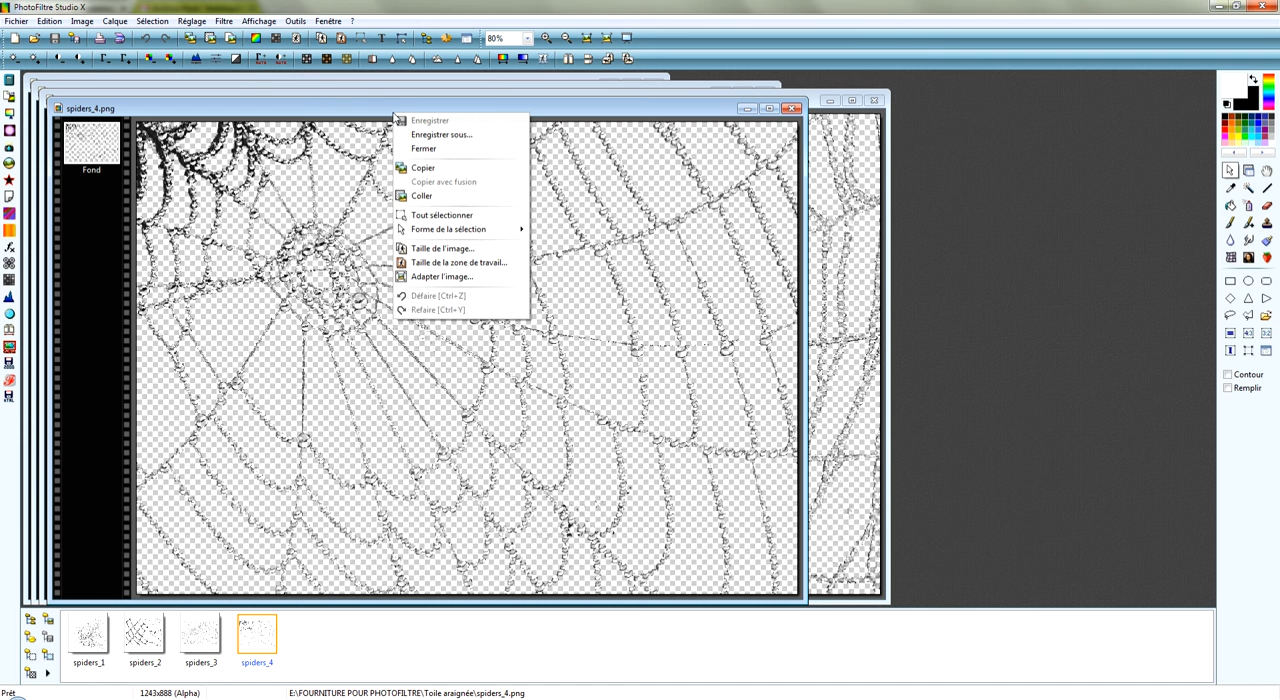 PhotoFiltre Studio X
Fichier Edition Image Calque Sélection Réglage Filtre Affichage Outils Fenêtre ?
80%
spiders_4.png
Fond
Enregistrer
Enregistrer sous...
Fermer
Copier
Copier avec fusion
Coller
Tout sélectionner
Forme de la sélection
Taille de l'image...
Taille de la zone de travail...
Adapter l'image...
Défaire [Ctrl+Z]
Refaire [Ctrl+Y]
Contour
Remplir
spiders_1 spiders_2 spiders_3 spiders_4
Prêt 1243x888 (Alpha) E:\FOURNITURE POUR PHOTOFILTRE\Toile araignée\spiders_4.png